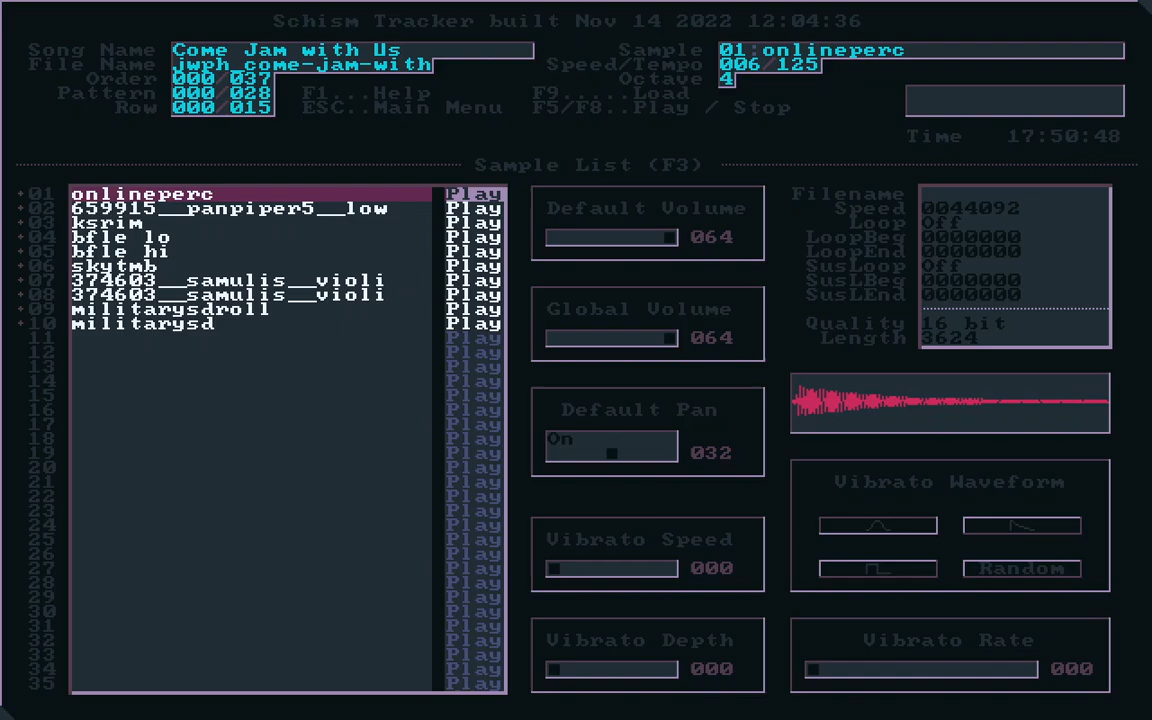 Schism Tracker built Nov 14 2022 12:04:36
Song Name Come Jam with Us Sample 01:onlineperc
File Name jwph_come-jam-with Speed/Tempo 006/125
Order 000/037 Octave 4
Pattern 000/028 F1...Help F9.....Load
Row 000/015 ESC..Main Menu F5/F8..Play / Stop
Time 17:50:48
Sample List (F3)
01 onlineperc Play
02 659915__panpiper5__low Play
03 ksrim Play
04 bfle lo Play
05 bfle hi Play
06 skytmb Play
07 374603__samulis__violi Play
08 374603__samulis__violi Play
09 militarysdroll Play
10 militarysd Play
11 Play
12 Play
13 Play
14 Play
15 Play
16 Play
17 Play
18 Play
19 Play
20 Play
21 Play
22 Play
23 Play
24 Play
25 Play
26 Play
27 Play
28 Play
29 Play
30 Play
31 Play
32 Play
33 Play
34 Play
35 Play
Default Volume
064
Global Volume
064
Default Pan
On
032
Vibrato Speed
000
Vibrato Depth
000
Filename
Speed 0044092
Loop Off
LoopBeg 0000000
LoopEnd 0000000
SusLoop Off
SusLBeg 0000000
SusLEnd 0000000
Quality 16 bit
Length 3624
Vibrato Waveform
Random
Vibrato Rate
000